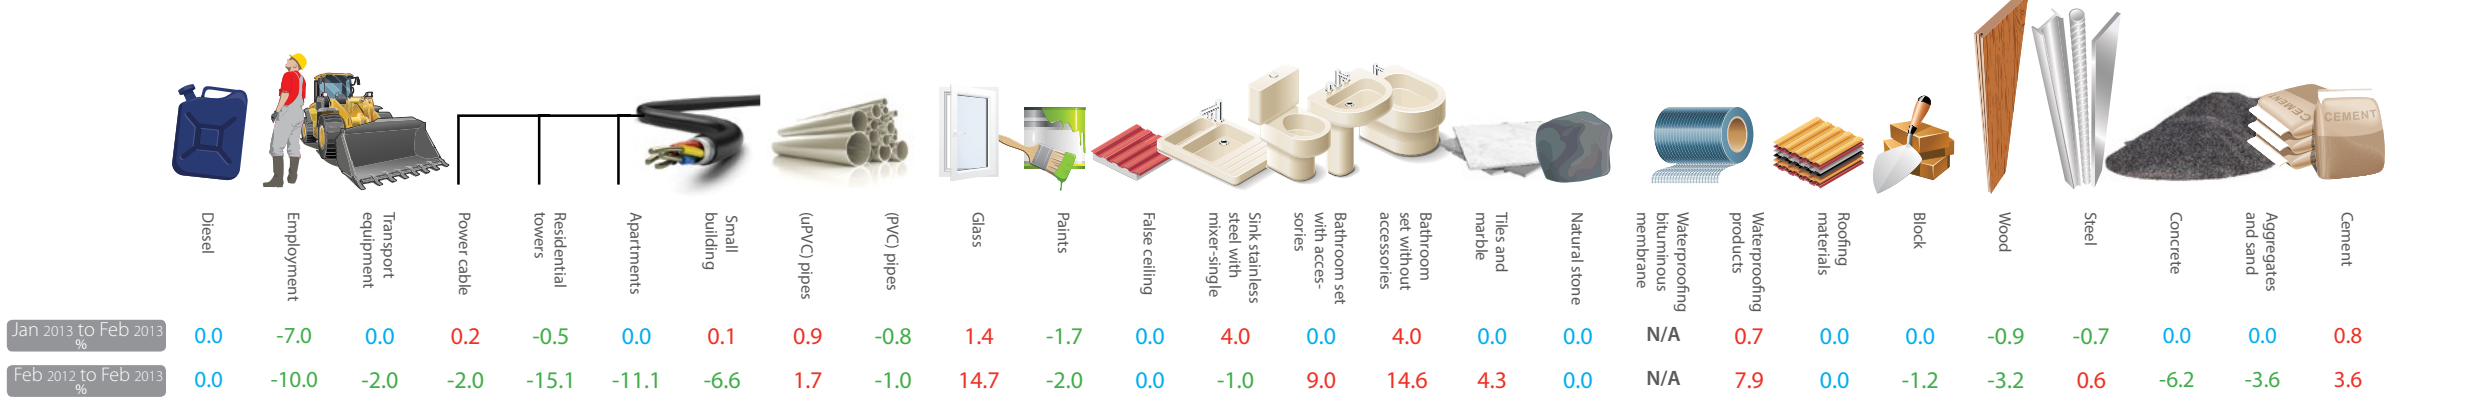 CEMENT
CEMENT
Diesel
Employment
Transport
equipment
Power cable
Residential
towers
Apartments
Small
building
(uPVC) pipes
(PVC) pipes
Glass
Paints
False ceiling
Sink stainless
steel with
mixer-single
Bathroom set
with acces-
sories
Bathroom
set without
accessories
Tiles and
marble
Natural stone
Waterproofing
bituminous
membrane
Waterproofing
products
Roofing
materials
Block
Wood
Steel
Concrete
Aggregates
and sand
Cement
Jan 2013 to Feb 2013
%
0.0 -7.0 0.0 0.2 -0.5 0.0 0.1 0.9 -0.8 1.4 -1.7 0.0 4.0 0.0 4.0 0.0 0.0 N/A 0.7 0.0 0.0 -0.9 -0.7 0.0 0.0 0.8
Feb 2012 to Feb 2013
%
0.0 -10.0 -2.0 -2.0 -15.1 -11.1 -6.6 1.7 -1.0 14.7 -2.0 0.0 -1.0 9.0 14.6 4.3 0.0 N/A 7.9 0.0 -1.2 -3.2 0.6 -6.2 -3.6 3.6